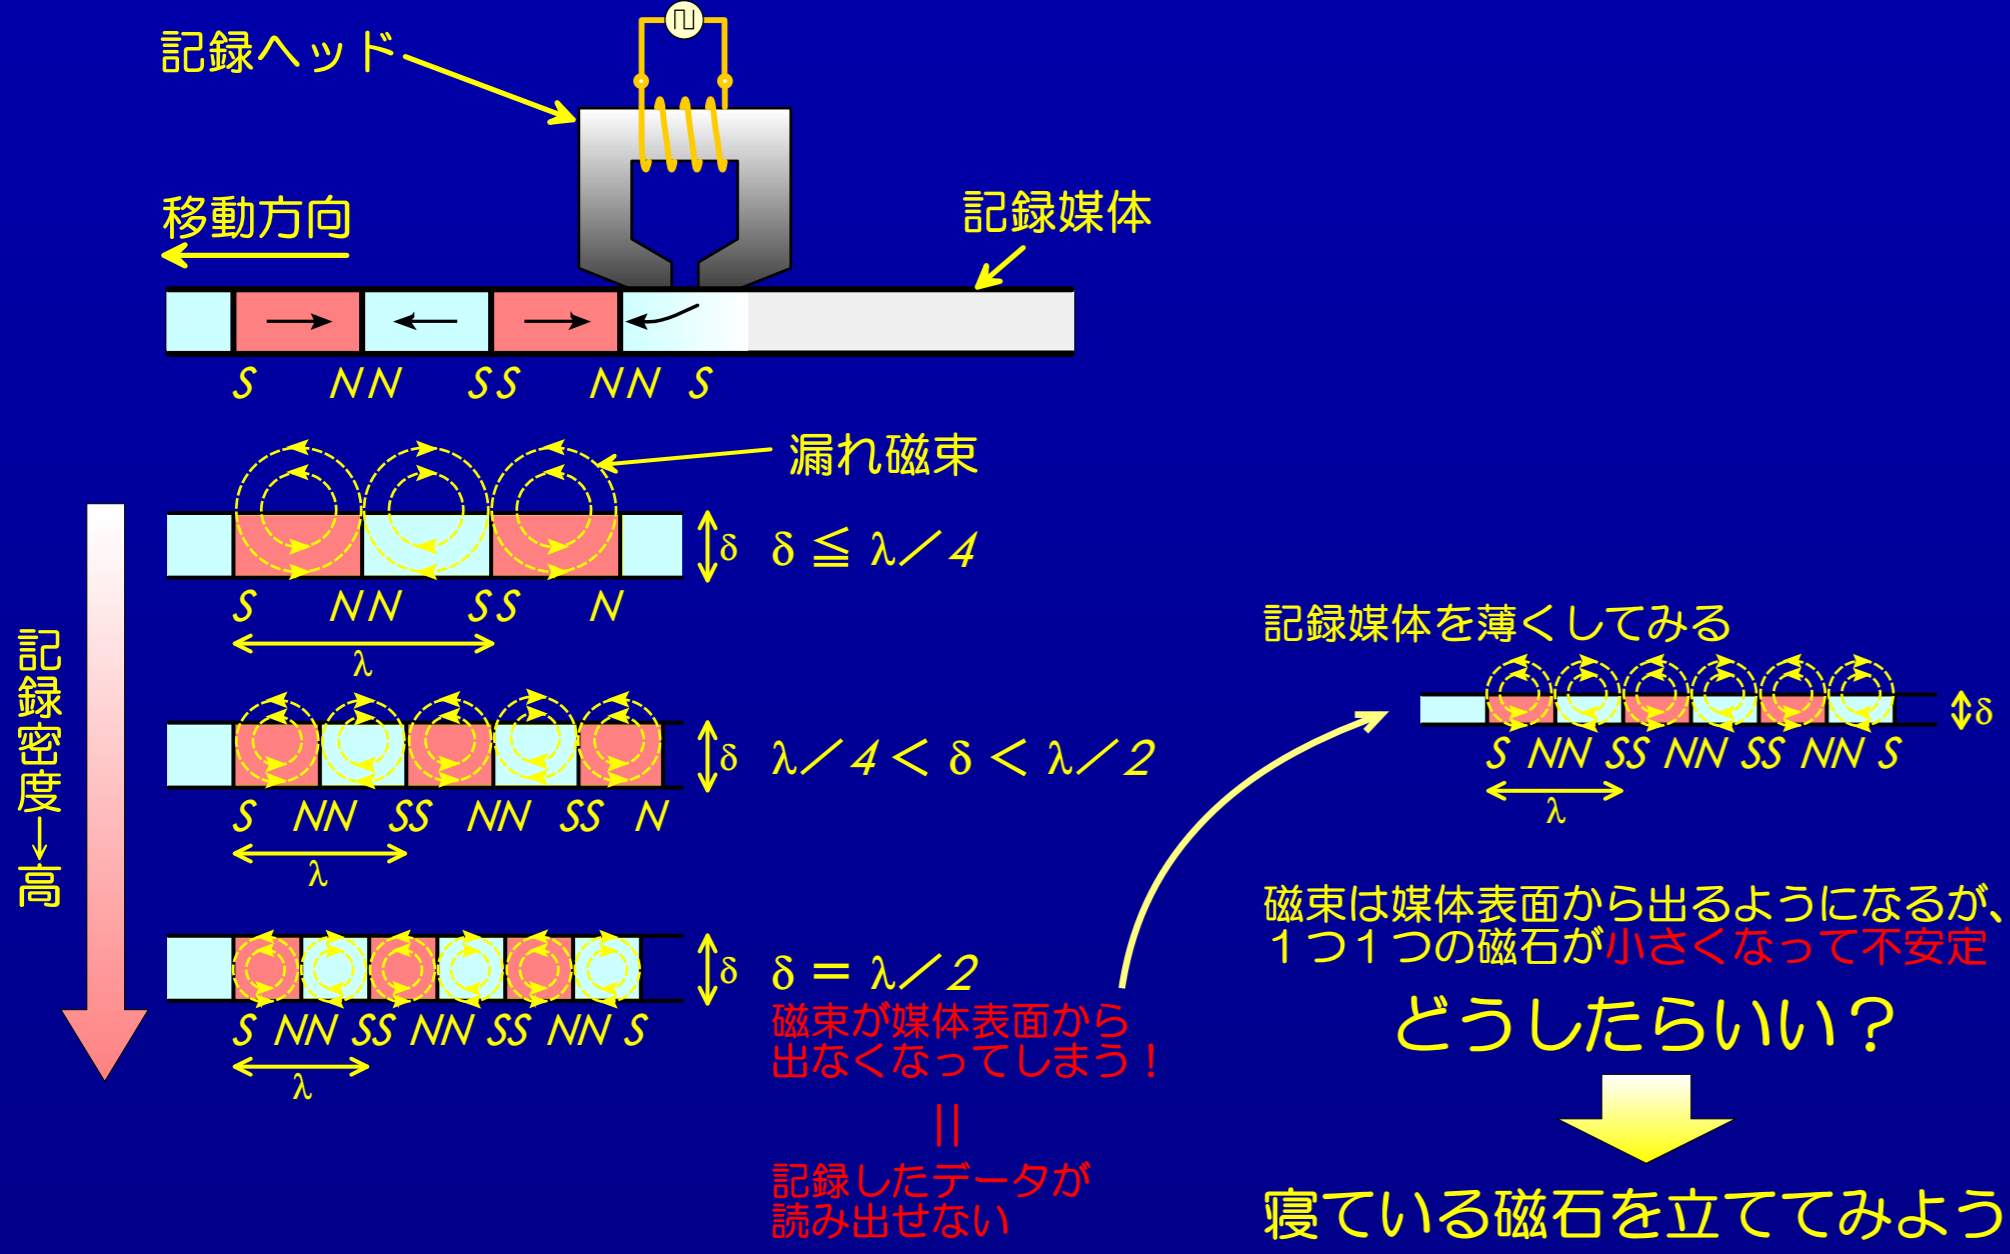 記録ヘッド
移動方向
記録媒体
S NN SS NN S
漏れ磁束
δ δ ≦ λ／4
S NN SS N
λ
δ λ／4 < δ < λ／2
S NN SS NN SS N
λ
δ δ = λ／2
S NN SS NN SS NN S
λ
記録密度→高
磁束が媒体表面から
出なくなってしまう！
||
記録したデータが
読み出せない
記録媒体を薄くしてみる
δ
S NN SS NN SS NN S
λ
磁束は媒体表面から出るようになるが、
１つ１つの磁石が小さくなって不安定
どうしたらいい？
寝ている磁石を立ててみよう